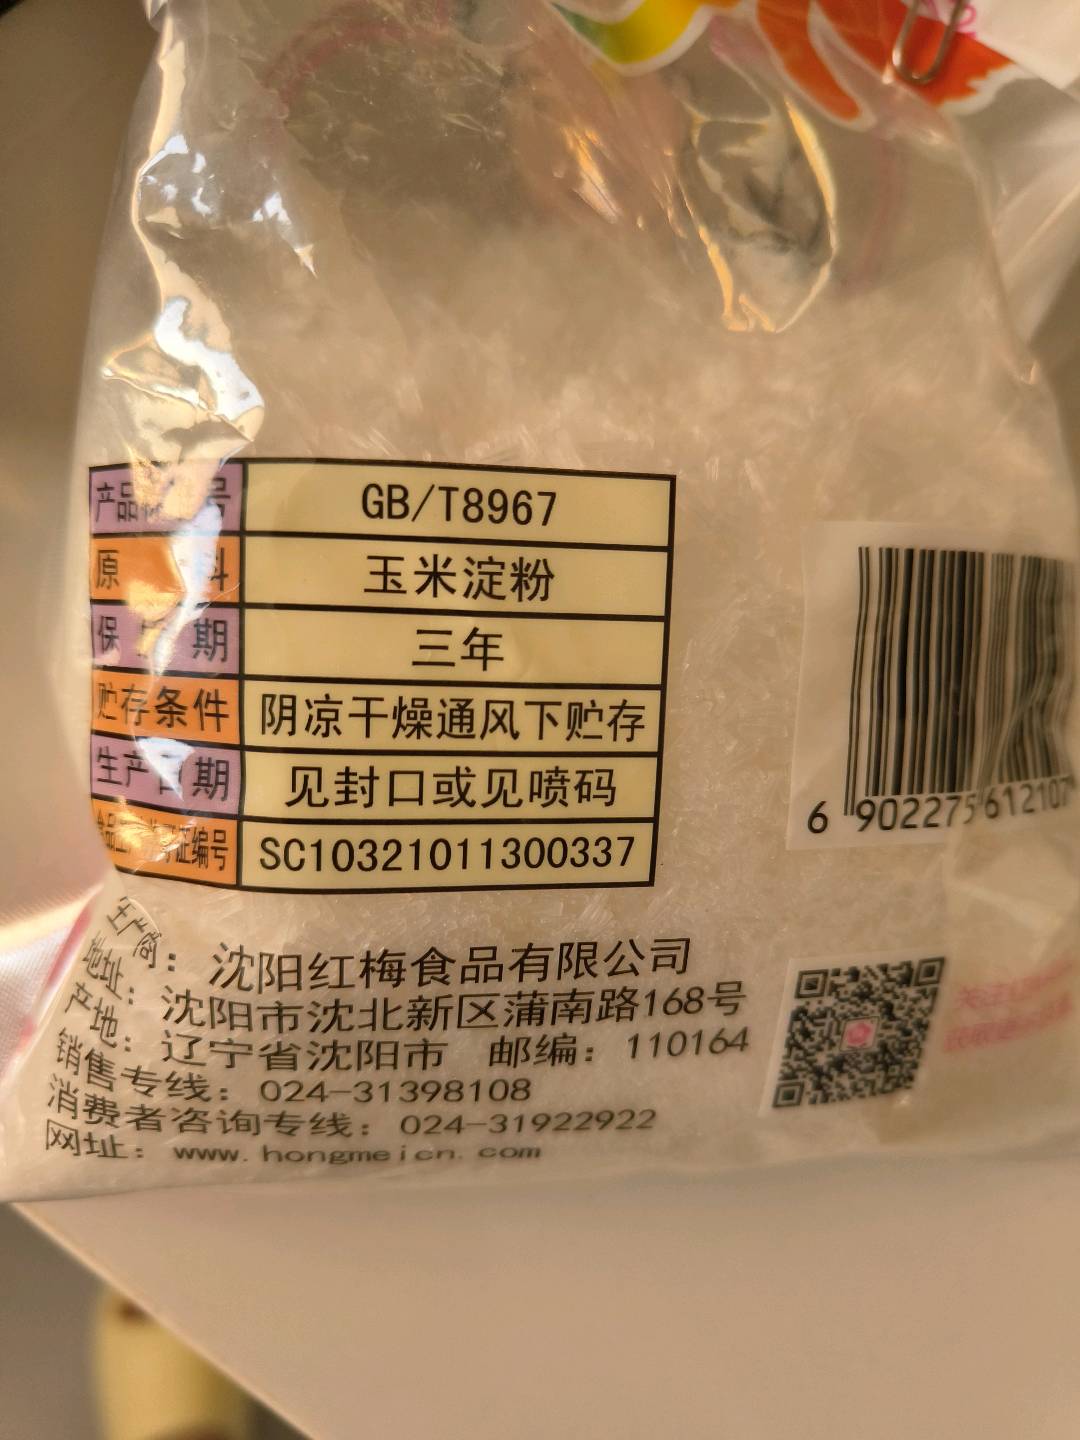 产品 号 GB/T8967
原 料 玉米淀粉
保 期 三年
贮存条件 阴凉干燥通风下贮存
生产日期 见封口或见喷码
证编号 SC10321011300337
生产商：沈阳红梅食品有限公司
地址：沈阳市沈北新区蒲南路168号
产地：辽宁省沈阳市 邮编：110164
销售专线：024-31398108
消费者咨询专线：024-31922922
网址：www.hongmeicn.com
6 902275 612107